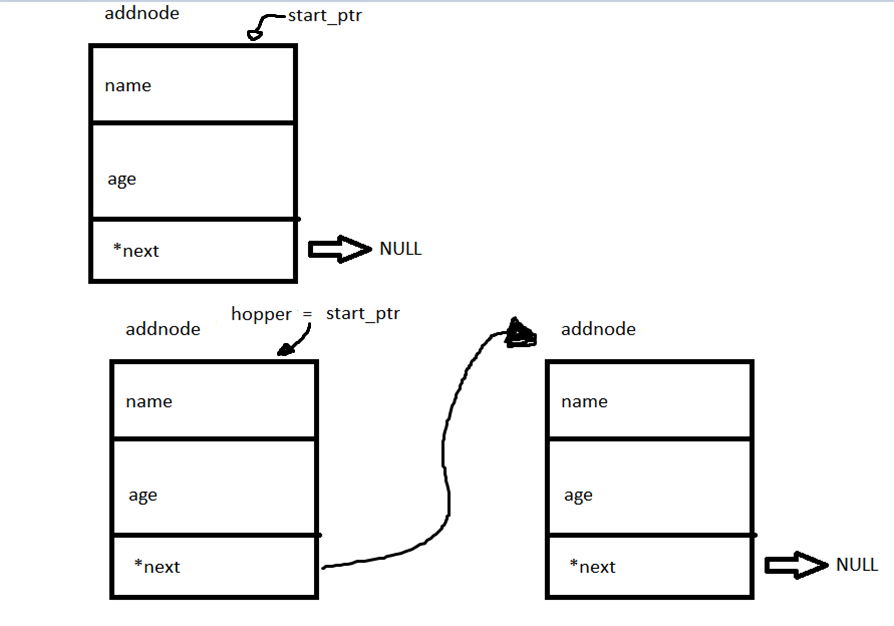 addnode
start_ptr
name
age
*next
NULL
hopper = start_ptr
addnode
addnode
name
name
age
age
*next
*next
NULL